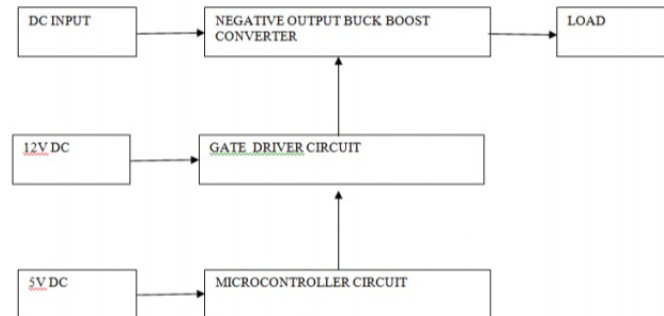 DC INPUT
NEGATIVE OUTPUT BUCK BOOST
CONVERTER
LOAD
12V DC
GATE DRIVER CIRCUIT
5V DC
MICROCONTROLLER CIRCUIT